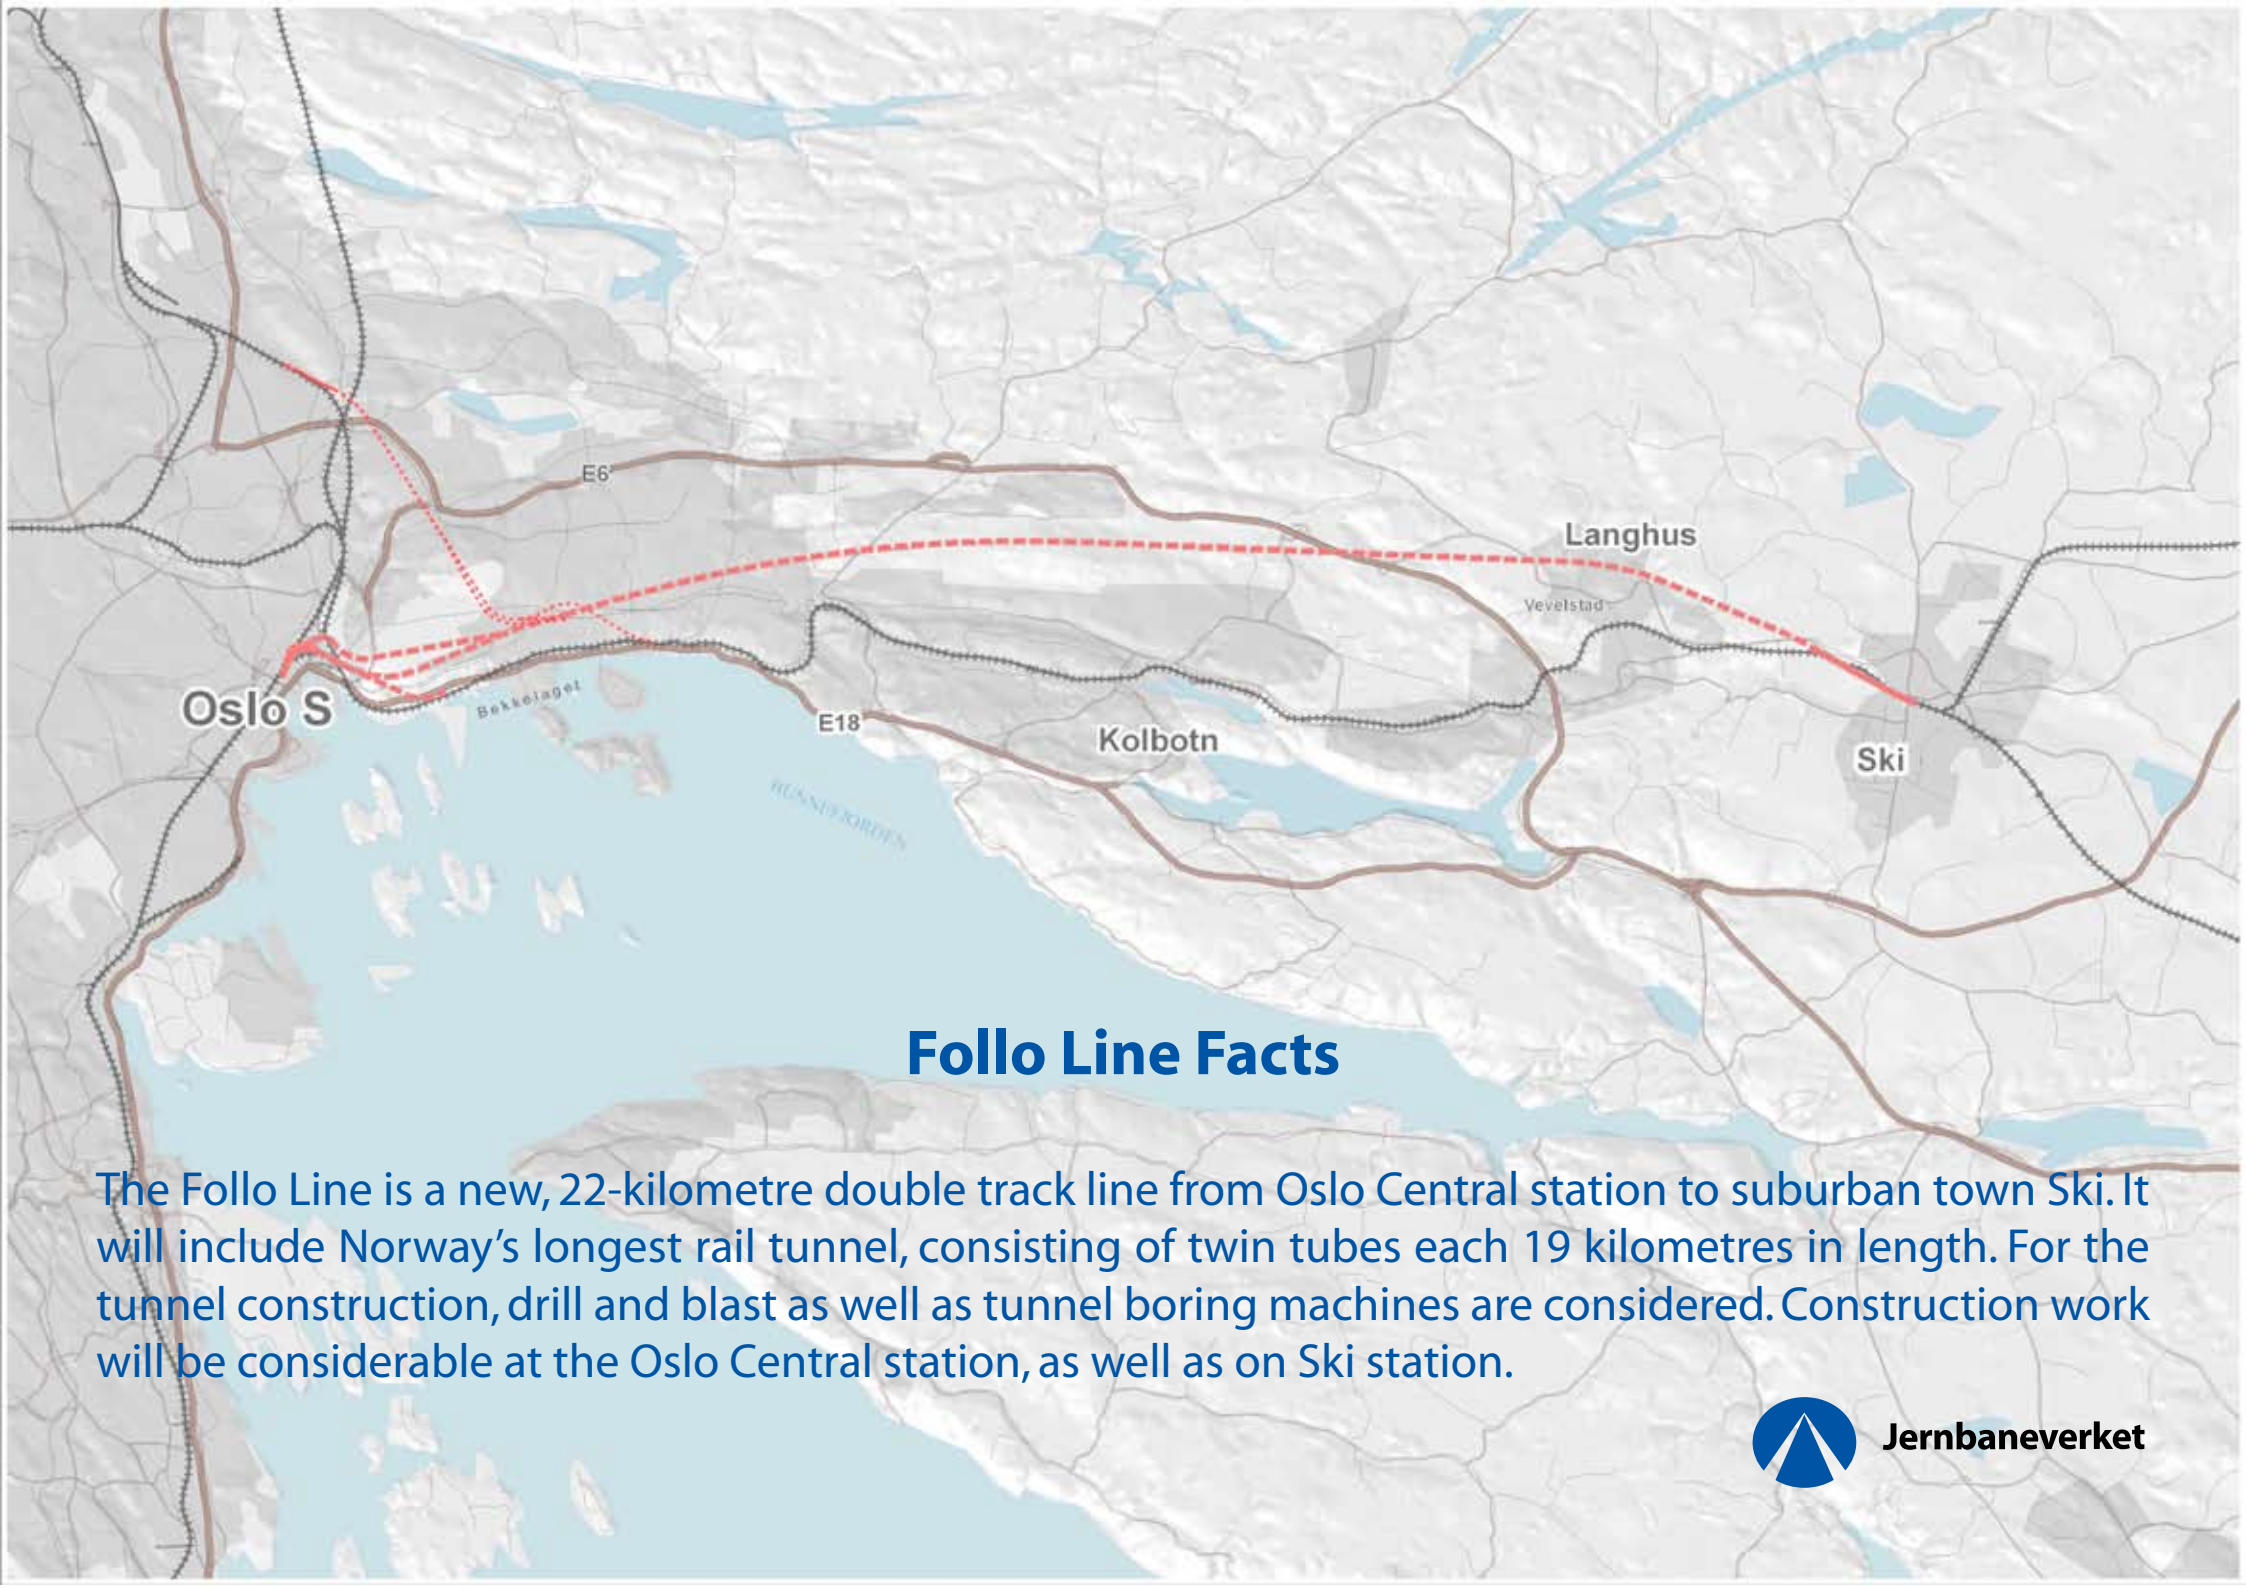 E6
Langhus
Vevelstad
Oslo S
Bekkelaget
E18
Kolbotn
Ski
BUNNEFJORDEN
Follo Line Facts
The Follo Line is a new, 22-kilometre double track line from Oslo Central station to suburban town Ski. It
will include Norway’s longest rail tunnel, consisting of twin tubes each 19 kilometres in length. For the
tunnel construction, drill and blast as well as tunnel boring machines are considered. Construction work
will be considerable at the Oslo Central station, as well as on Ski station.
Jernbaneverket